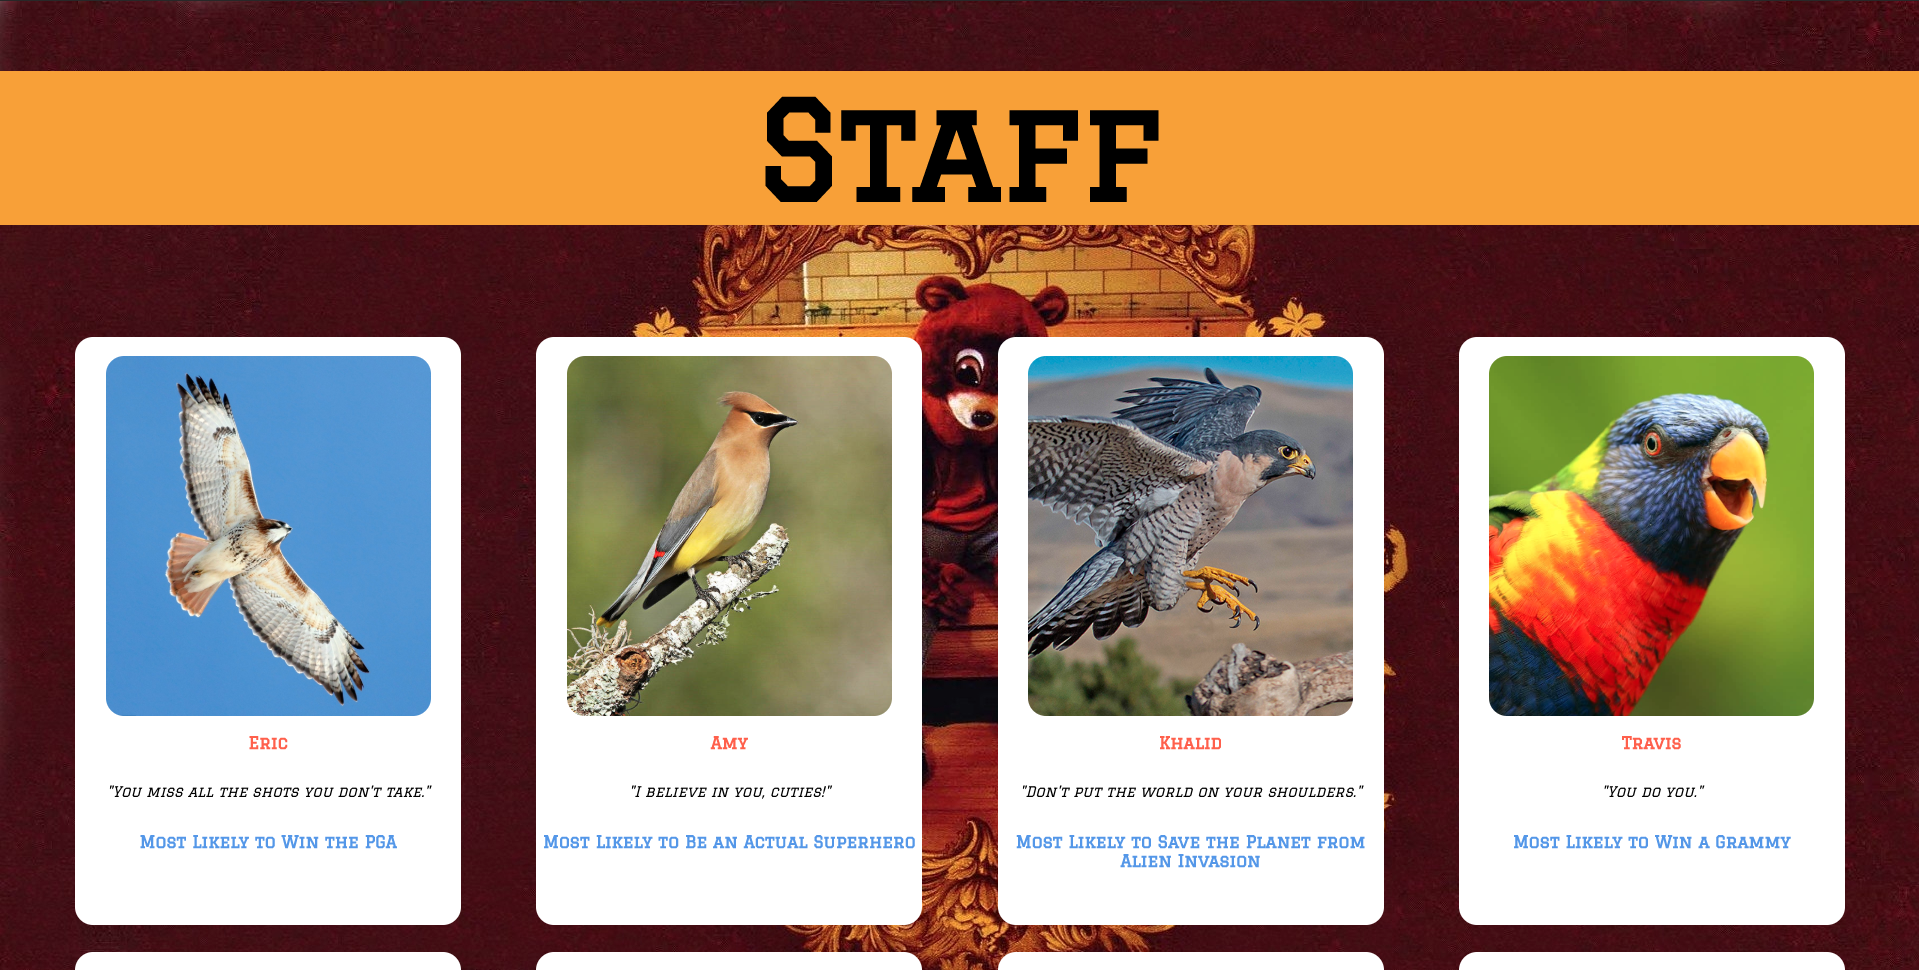 Staff
Eric
"You miss all the shots you don't take."
Most Likely to Win the PGA
Amy
"I believe in you, cuties!"
Most Likely to Be an Actual Superhero
Khalid
"Don't put the world on your shoulders."
Most Likely to Save the Planet from
Alien Invasion
Travis
"You do you."
Most Likely to Win a Grammy